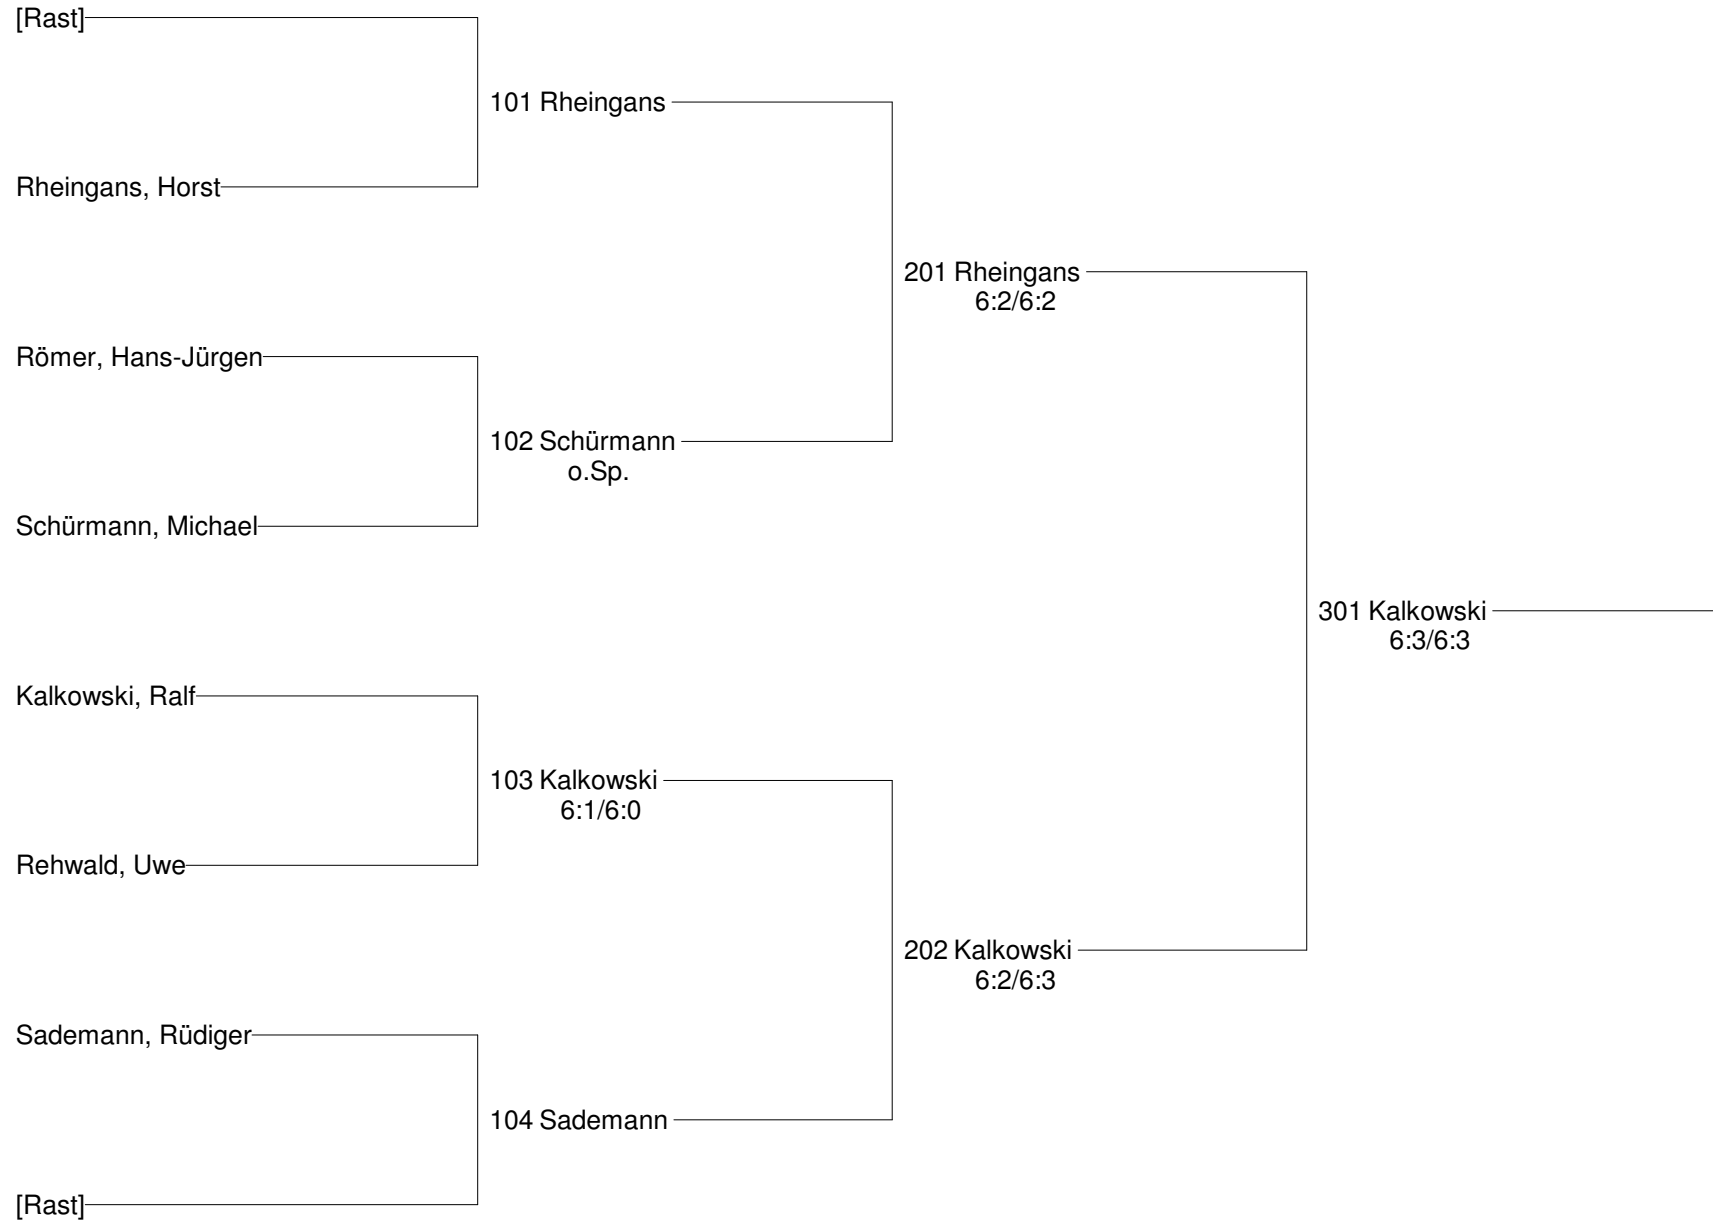 [Rast]
101 Rheingans
Rheingans, Horst
201 Rheingans
6:2/6:2
Römer, Hans-Jürgen
102 Schürmann
o.Sp.
Schürmann, Michael
301 Kalkowski
6:3/6:3
Kalkowski, Ralf
103 Kalkowski
6:1/6:0
Rehwald, Uwe
202 Kalkowski
6:2/6:3
Sademann, Rüdiger
104 Sademann
[Rast]